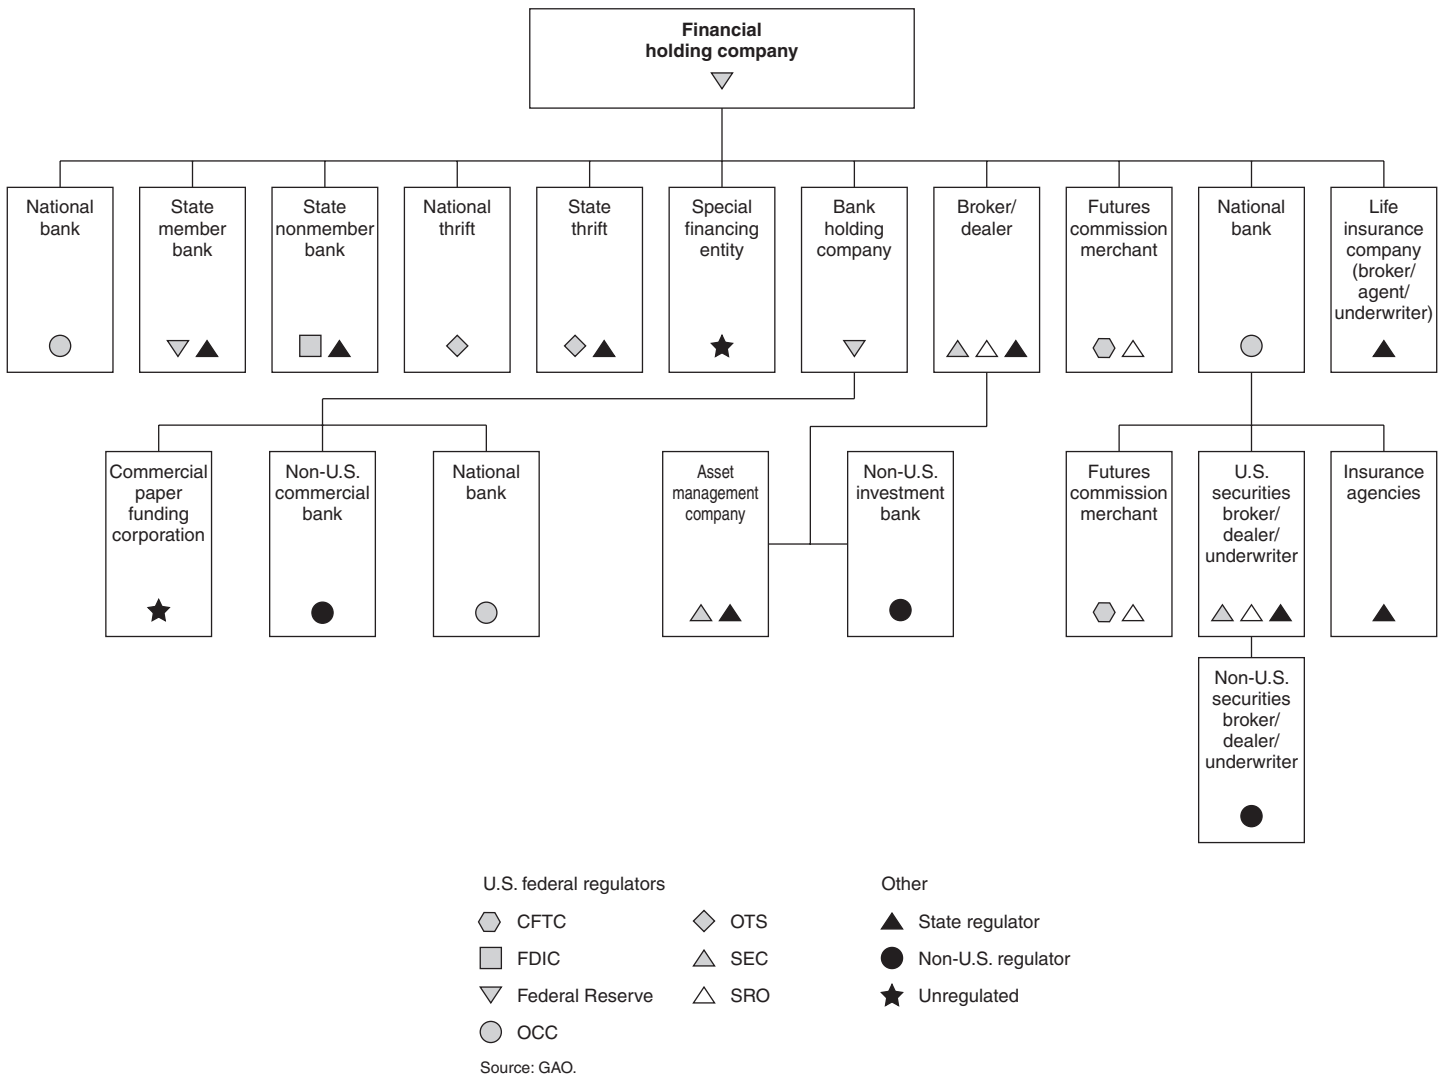 Financial
holding company
National
bank
State
member
bank
State
nonmember
bank
National
thrift
State
thrift
Special
financing
entity
Bank
holding
company
Broker/
dealer
Futures
commission
merchant
National
bank
Life
insurance
company
(broker/
agent/
underwriter)
Commercial
paper
funding
corporation
Non-U.S.
commercial
bank
National
bank
Asset
management
company
Non-U.S.
investment
bank
Futures
commission
merchant
U.S.
securities
broker/
dealer/
underwriter
Insurance
agencies
Non-U.S.
securities
broker/
dealer/
underwriter
U.S. federal regulators
CFTC
FDIC
Federal Reserve
OCC
OTS
SEC
SRO
Other
State regulator
Non-U.S. regulator
Unregulated
Source: GAO.